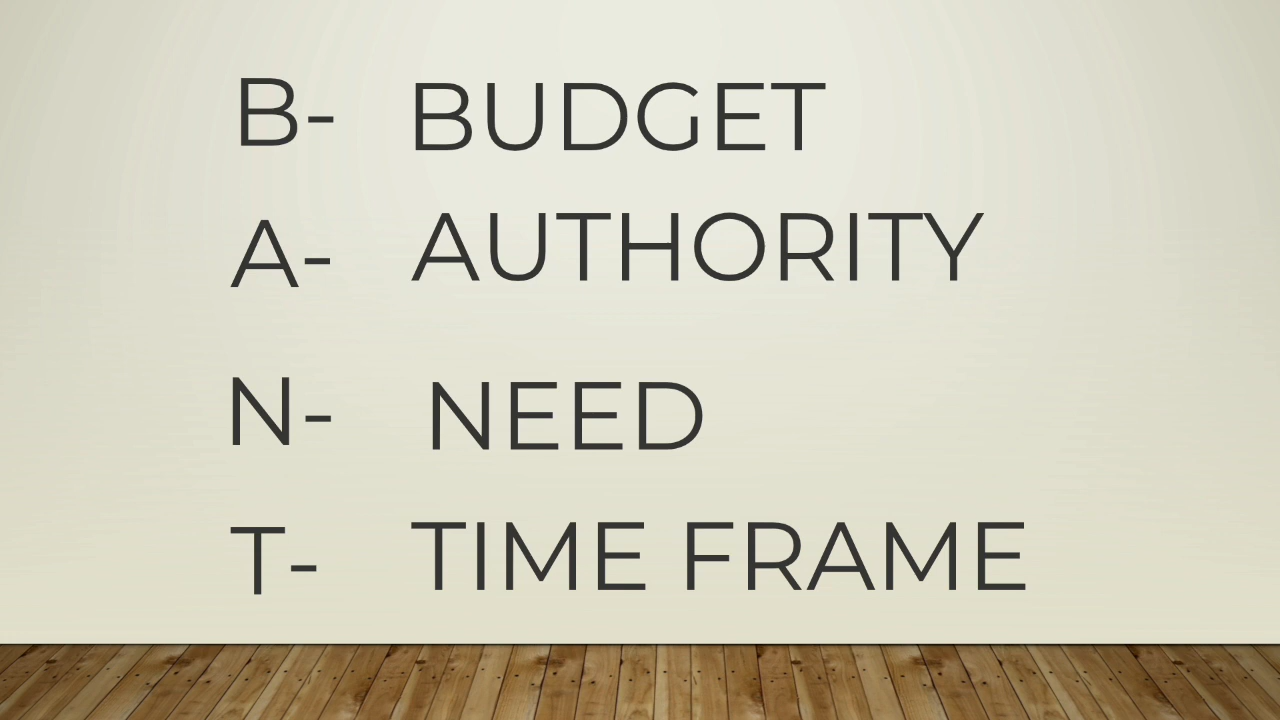 B- BUDGET
A- AUTHORITY
N- NEED
T- TIME FRAME